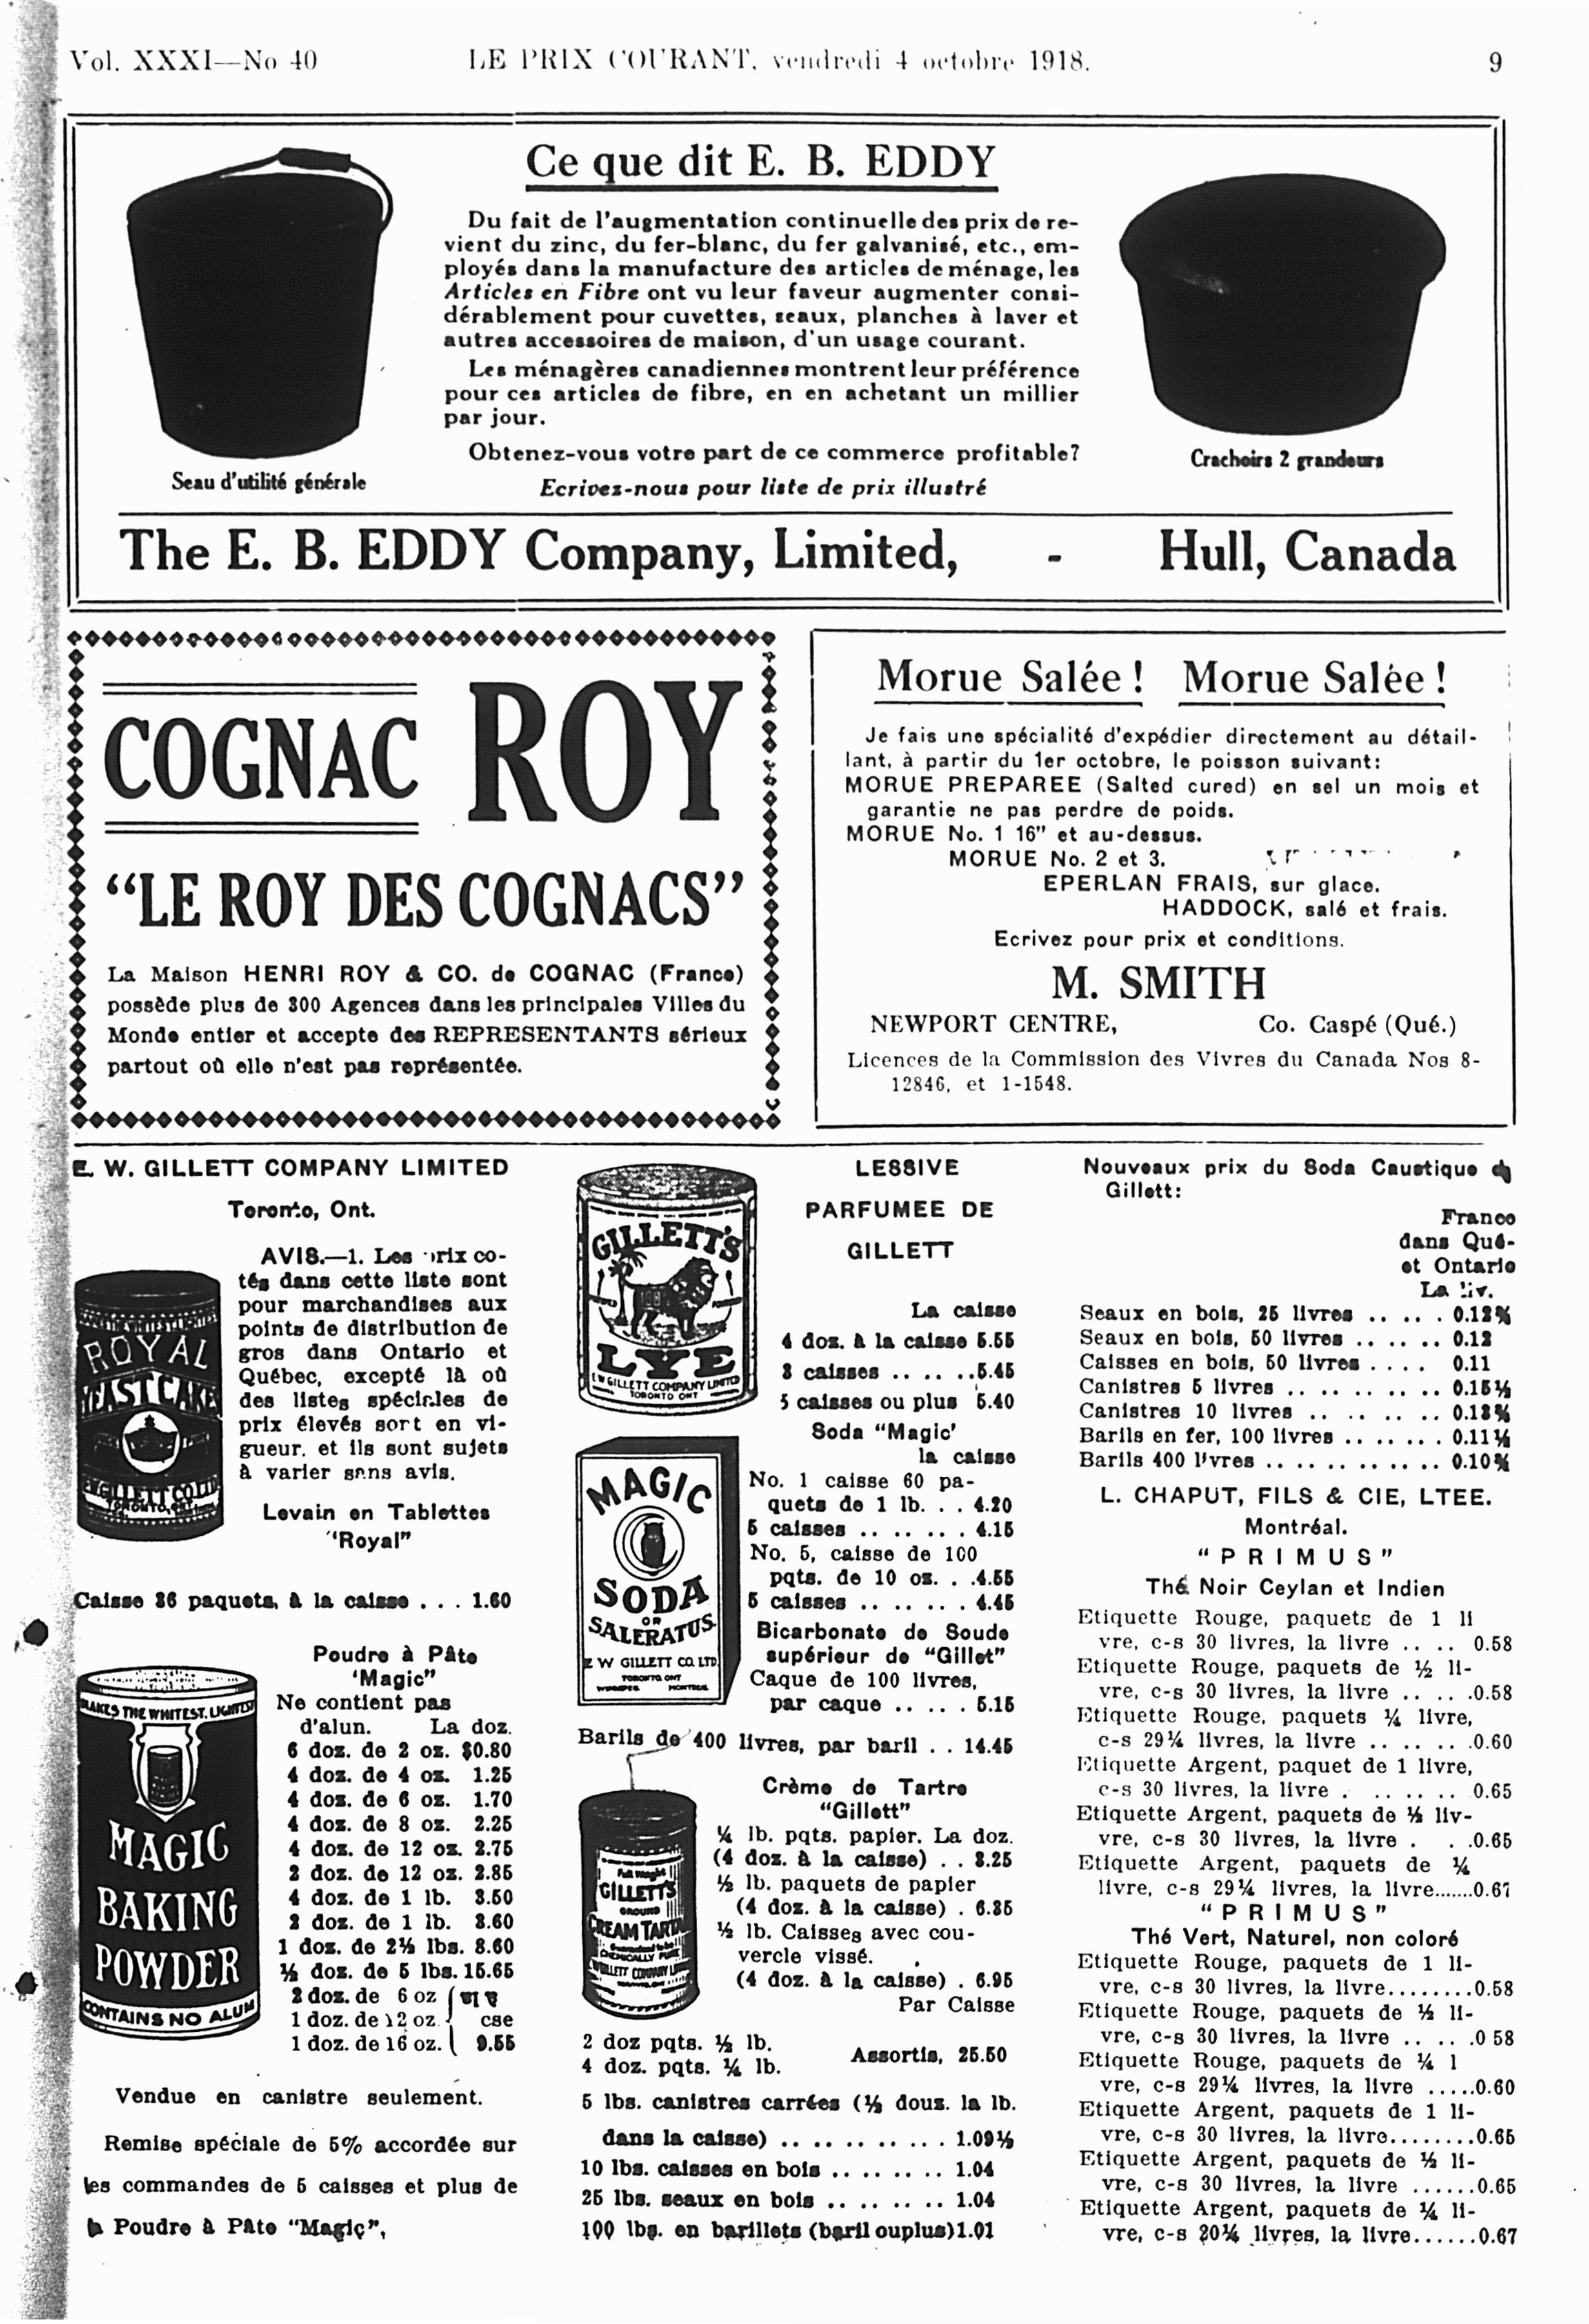 Vol. XXXI—No 40
LE PRIX COURANT, vendredi 4 octobre 1918.
9
Ce que dit E. B. EDDY
Du fait de l'augmentation continuelle des prix de re-
vient du zinc, du fer-blanc, du fer galvanisé, etc., em-
ployés dans la manufacture des articles de ménage, les
Articles en Fibre ont vu leur faveur augmenter consi-
dérablement pour cuvettes, seaux, planches à laver et
autres accessoires de maison, d'un usage courant.
Les ménagères canadiennes montrent leur préférence
pour ces articles de fibre, en en achetant un millier
par jour.
Obtenez-vous votre part de ce commerce profitable?
Ecrivez-nous pour liste de prix illustré
Seau d'utilité générale
Crachoirs 2 grandeurs
The E. B. EDDY Company, Limited, - Hull, Canada
COGNAC ROY
"LE ROY DES COGNACS"
La Maison HENRI ROY & CO. de COGNAC (France)
possède plus de 300 Agences dans les principales Villes du
Monde entier et accepte des REPRESENTANTS sérieux
partout où elle n'est pas représentée.
Morue Salée! Morue Salée!
Je fais une spécialité d'expédier directement au détail-
lant, à partir du 1er octobre, le poisson suivant:
MORUE PREPAREE (Salted cured) en sel un mois et
garantie ne pas perdre de poids.
MORUE No. 1 16" et au-dessus.
MORUE No. 2 et 3.
EPERLAN FRAIS, sur glace.
HADDOCK, salé et frais.
Ecrivez pour prix et conditions.
M. SMITH
NEWPORT CENTRE, Co. Caspé (Qué.)
Licences de la Commission des Vivres du Canada Nos 8-
12846, et 1-1548.
E. W. GILLETT COMPANY LIMITED
Toronto, Ont.
AVIS.—1. Les prix co-
tés dans cette liste sont
pour marchandises aux
points de distribution de
gros dans Ontario et
Québec, excepté là où
des listes spéciales de
prix élevés sort en vi-
gueur, et ils sont sujets
à varier sans avis.
ROYAL
YEAST CAKES
Levain en Tablettes
"Royal"
Caisse 36 paquets, à la caisse . . . 1.60
Poudre à Pâte
'Magic"
Ne contient pas
d'alun. La doz.
6 doz. de 2 oz. $0.80
4 doz. de 4 oz. 1.25
4 doz. de 6 oz. 1.70
4 doz. de 8 oz. 2.25
4 doz. de 12 oz. 2.75
2 doz. de 12 oz. 2.85
4 doz. de 1 lb. 3.50
2 doz. de 1 lb. 3.60
1 doz. de 2½ lbs. 8.60
½ doz. de 5 lbs. 15.65
2 doz. de 6 oz
1 doz. de 12 oz. cse
1 doz. de 16 oz. 9.55
MAKES THE WHITEST, LIGHTEST
MAGIC
BAKING
POWDER
CONTAINS NO ALUM
Vendue en canistre seulement.
Remise spéciale de 5% accordée sur
les commandes de 5 caisses et plus de
la Poudre à Pâte "Magic",
GILLETT'S
LYE
E.W. GILLETT COMPANY LIMITED
TORONTO ONT
LESSIVE
PARFUMEE DE
GILLETT
La caisse
4 doz. à la caisse 5.55
3 caisses .. .. ..5.45
5 caisses ou plus 5.40
Soda "Magic'
la caisse
No. 1 caisse 60 pa-
quets de 1 lb. . . 4.20
5 caisses .. .. .. . 4.15
No. 5, caisse de 100
pqts. de 10 oz. . .4.55
5 caisses .. .. .. . 4.45
MAGIC
SODA
OR
SALERATUS
E W GILLETT CO. LTD.
TORONTO ONT
WINNIPEG MONTREAL
Bicarbonate de Soude
supérieur de "Gillet"
Caque de 100 livres,
par caque .. .. . 5.15
Barils de 400 livres, par baril . . 14.45
Crème de Tartre
"Gillett"
¼ lb. pqts. papier. La doz.
(4 doz. à la caisse) . . 3.25
½ lb. paquets de papier
(4 doz. à la caisse) . 6.35
½ lb. Caisses avec cou-
vercle vissé.
(4 doz. à la caisse) . 6.95
Par Caisse
GILLETT'S
GROUND
CREAM TARTAR
CHEMICALLY PURE
2 doz pqts. ½ lb.
4 doz. pqts. ¼ lb. Assortis, 25.50
5 lbs. canistres carrées (½ douz. la lb.
dans la caisse) .. .. .. .. .. . 1.09½
10 lbs. caisses en bois .. .. .. .. 1.04
25 lbs. seaux en bois .. .. .. .. 1.04
100 lbs. en barillets (baril ouplus)1.01
Nouveaux prix du Soda Caustique de
Gillett:
Franco
dans Qué-
et Ontario
La liv.
Seaux en bois, 25 livres .. .. . 0.12¾
Seaux en bois, 50 livres .. .. .. 0.12
Caisses en bois, 50 livres . . . . 0.11
Canistres 5 livres .. .. .. .. .. 0.15½
Canistres 10 livres .. .. .. .. 0.13¾
Barils en fer, 100 livres .. .. .. . 0.11½
Barils 400 livres .. .. .. .. .. .. 0.10¾
L. CHAPUT, FILS & CIE, LTEE.
Montréal.
"PRIMUS"
Thé Noir Ceylan et Indien
Etiquette Rouge, paquets de 1 li
vre, c-s 30 livres, la livre .. .. 0.58
Etiquette Rouge, paquets de ½ li-
vre, c-s 30 livres, la livre .. .. .0.58
Etiquette Rouge, paquets ¼ livre,
c-s 29¼ livres, la livre .. .. .. .0.60
Etiquette Argent, paquet de 1 livre,
c-s 30 livres, la livre . .. .. .. 0.65
Etiquette Argent, paquets de ½ liv-
vre, c-s 30 livres, la livre . . .0.65
Etiquette Argent, paquets de ¼
livre, c-s 29¼ livres, la livre.......0.67
"PRIMUS"
Thé Vert, Naturel, non coloré
Etiquette Rouge, paquets de 1 li-
vre, c-s 30 livres, la livre........0.58
Etiquette Rouge, paquets de ½ li-
vre, c-s 30 livres, la livre .. .. .0 58
Etiquette Rouge, paquets de ¼ l
vre, c-s 29¼ livres, la livre .....0.60
Etiquette Argent, paquets de 1 li-
vre, c-s 30 livres, la livre........0.65
Etiquette Argent, paquets de ½ li-
vre, c-s 30 livres, la livre ......0.65
Etiquette Argent, paquets de ¼ li-
vre, c-s 20¼ livres, la livre......0.67